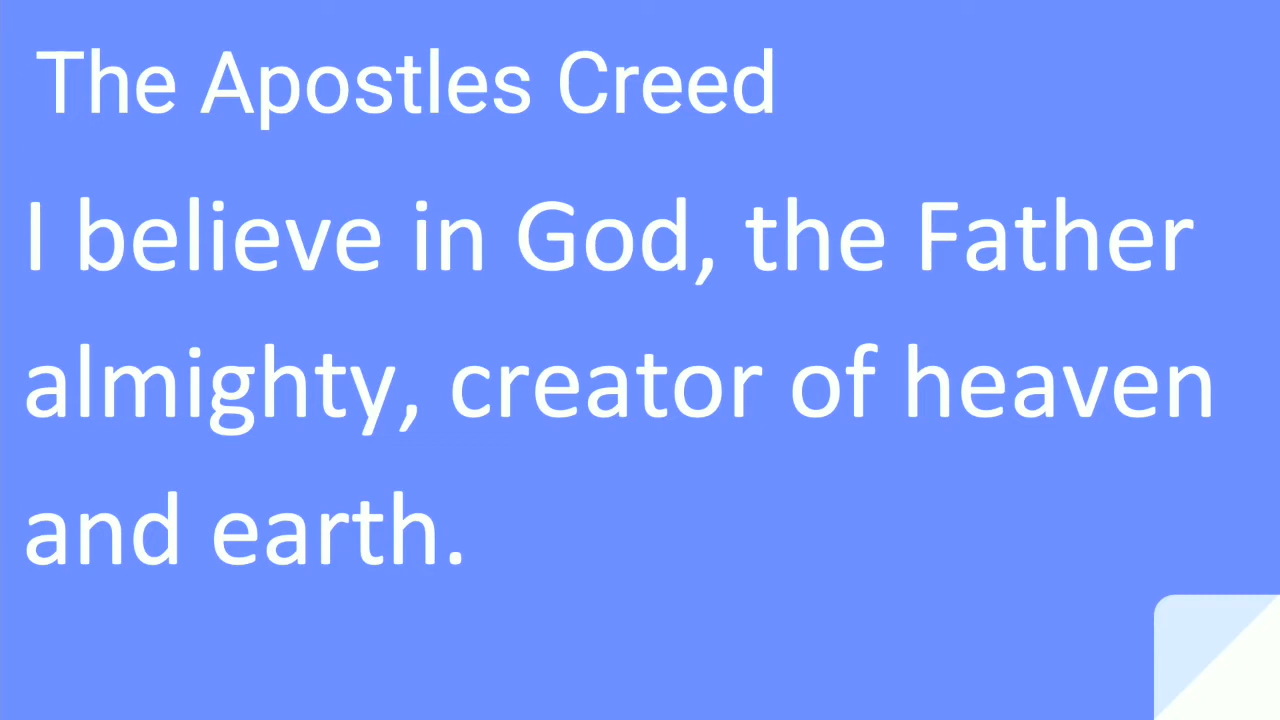 The Apostles Creed
I believe in God, the Father
almighty, creator of heaven
and earth.